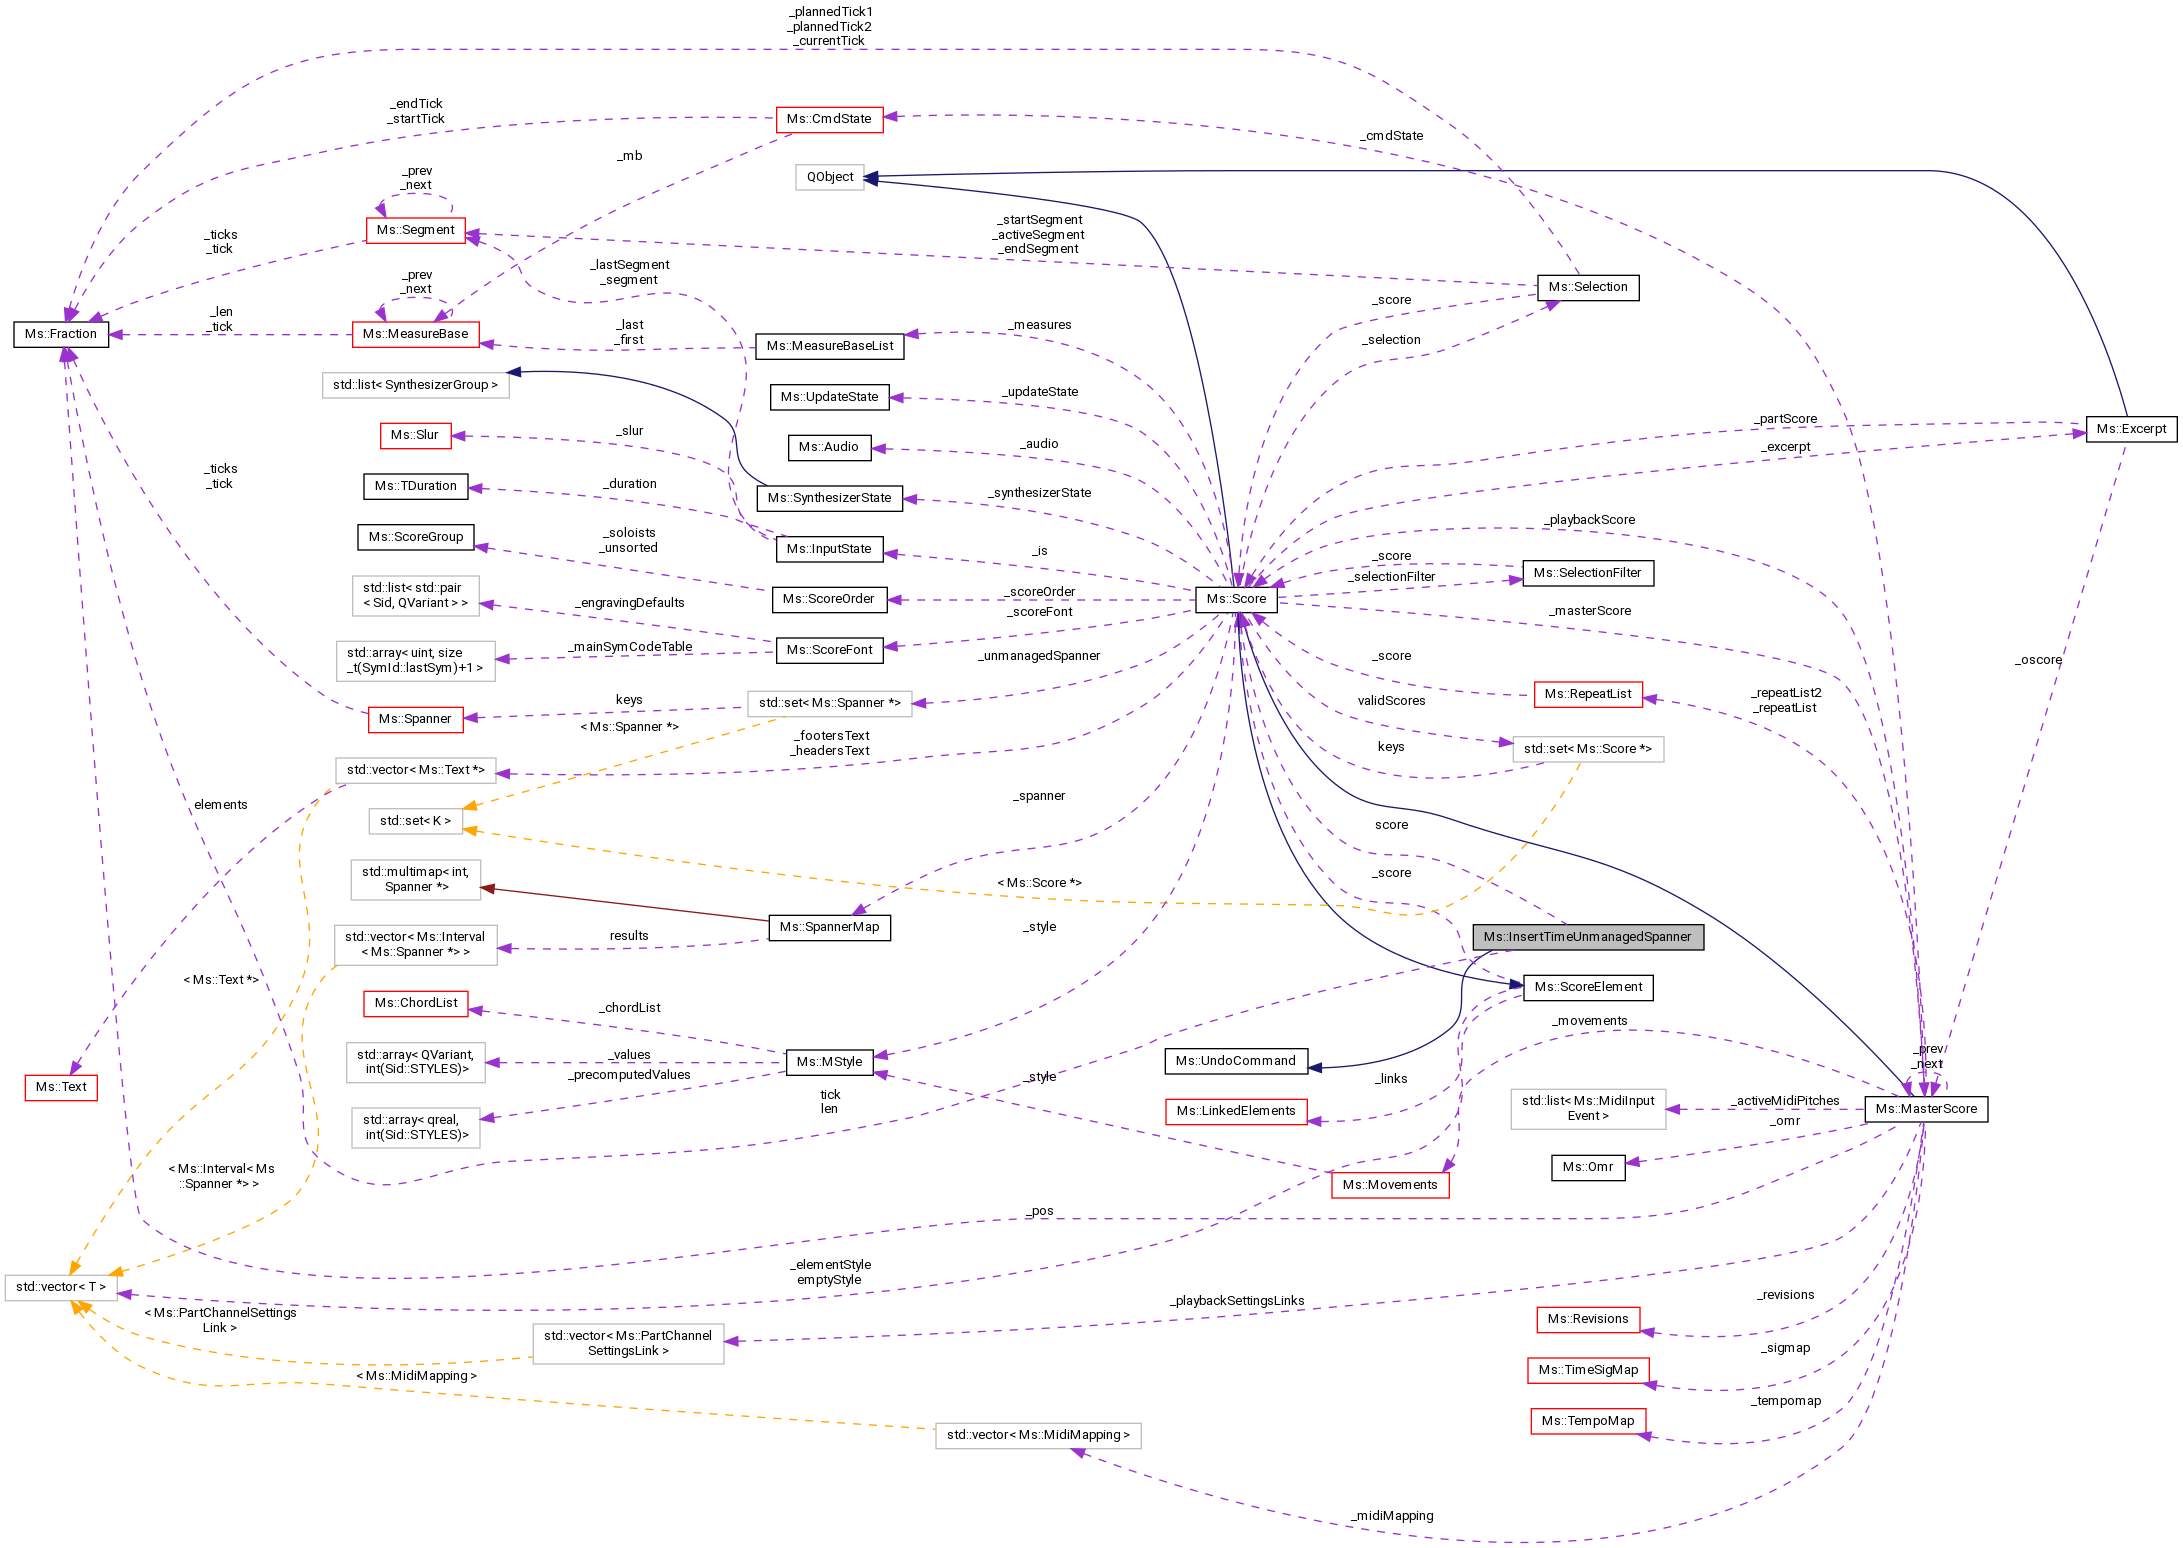 _plannedTick1
_plannedTick2
_currentTick
_endTick
_startTick
Ms::CmdState
_cmdState
_mb
QObject
_prev
_next
Ms::Segment
_ticks
_tick
_startSegment
_activeSegment
_endSegment
_lastSegment
_segment
Ms::Selection
_prev
_next
_len
_tick
Ms::Fraction
Ms::MeasureBase
_last
_first
Ms::MeasureBaseList
_measures
_score
_selection
std::list< SynthesizerGroup >
Ms::UpdateState
_updateState
Ms::Slur
_slur
Ms::Audio
_audio
_partScore
Ms::Excerpt
_excerpt
_ticks
_tick
Ms::TDuration
_duration
Ms::SynthesizerState
_synthesizerState
Ms::ScoreGroup
_soloists
_unsorted
Ms::InputState
_is
_playbackScore
_score
_selectionFilter
Ms::SelectionFilter
std::list< std::pair
< Sid, QVariant > >
_engravingDefaults
Ms::ScoreOrder
_scoreOrder
_scoreFont
Ms::Score
_masterScore
std::array< uint, size
_t(SymId::lastSym)+1 >
_mainSymCodeTable
Ms::ScoreFont
_unmanagedSpanner
_score
_oscore
Ms::Spanner
keys
std::set< Ms::Spanner *>
< Ms::Spanner *>
validScores
Ms::RepeatList
_repeatList2
_repeatList
_footersText
_headersText
keys
std::set< Ms::Score *>
std::vector< Ms::Text *>
elements
std::set< K >
_spanner
score
std::multimap< int,
Spanner *>
< Ms::Score *>
_score
Ms::SpannerMap
_style
Ms::InsertTimeUnmanagedSpanner
std::vector< Ms::Interval
< Ms::Spanner *> >
results
< Ms::Text *>
Ms::ChordList
_chordList
Ms::ScoreElement
_movements
std::array< QVariant,
int(Sid::STYLES)>
_values
_precomputedValues
Ms::MStyle
Ms::UndoCommand
_prev
_next
Ms::Text
tick
len
_style
_links
std::array< qreal,
int(Sid::STYLES)>
Ms::LinkedElements
std::list< Ms::MidiInput
Event >
_activeMidiPitches
_omr
Ms::MasterScore
Ms::Omr
< Ms::Interval< Ms
::Spanner *> >
Ms::Movements
_pos
std::vector< T >
_elementStyle
emptyStyle
_playbackSettingsLinks
_revisions
< Ms::PartChannelSettings
Link >
std::vector< Ms::PartChannel
SettingsLink >
Ms::Revisions
_sigmap
Ms::TimeSigMap
< Ms::MidiMapping >
_tempomap
Ms::TempoMap
std::vector< Ms::MidiMapping >
_midiMapping